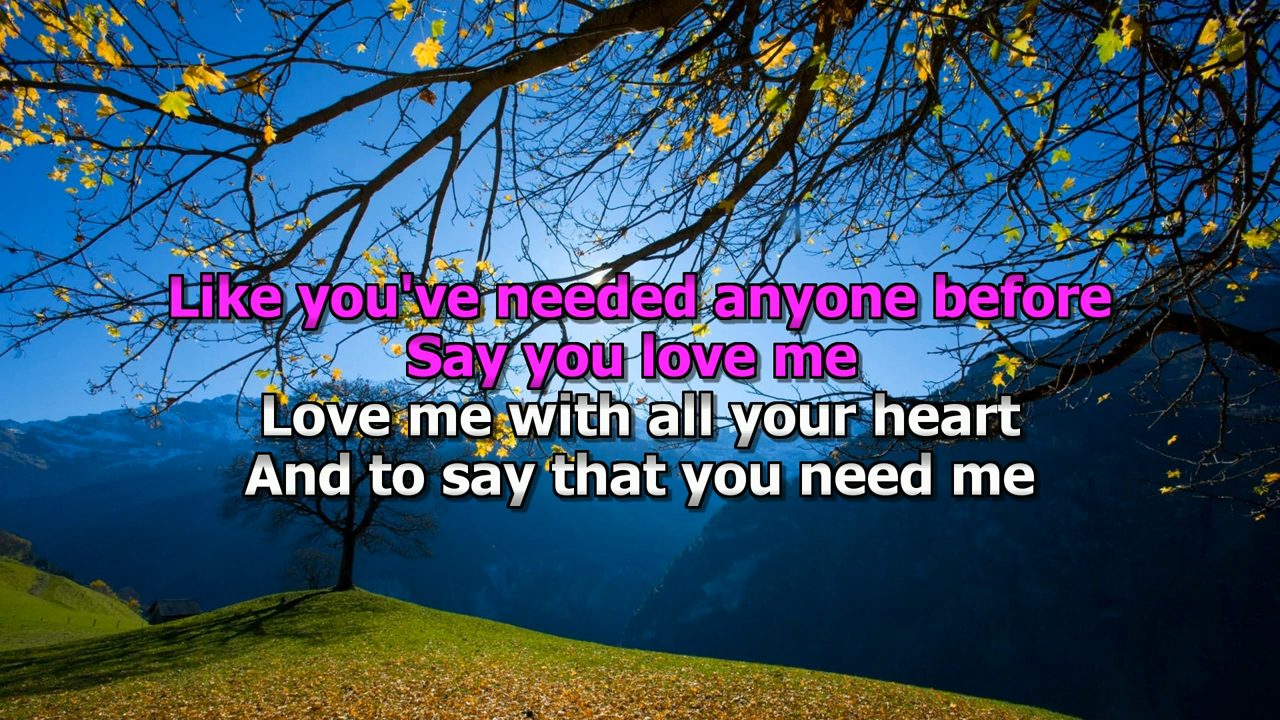 Like you've needed anyone before
Say you love me
Love me with all your heart
And to say that you need me